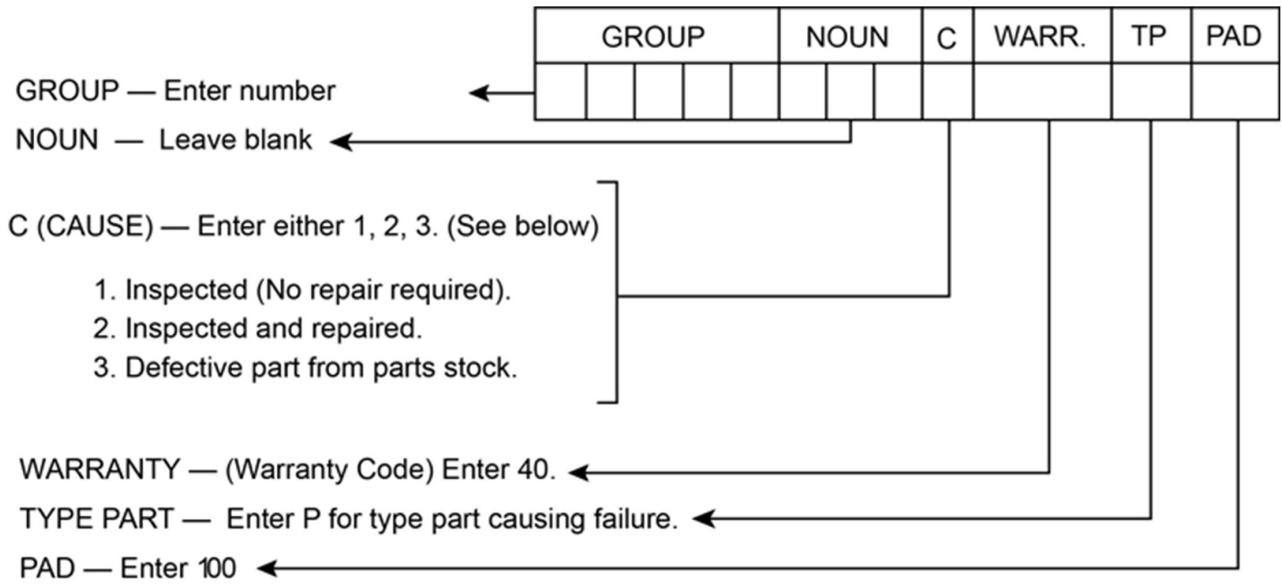 GROUP NOUN C WARR. TP PAD
GROUP — Enter number
NOUN — Leave blank
C (CAUSE) — Enter either 1, 2, 3. (See below)
1. Inspected (No repair required).
2. Inspected and repaired.
3. Defective part from parts stock.
WARRANTY — (Warranty Code) Enter 40.
TYPE PART — Enter P for type part causing failure.
PAD — Enter 100